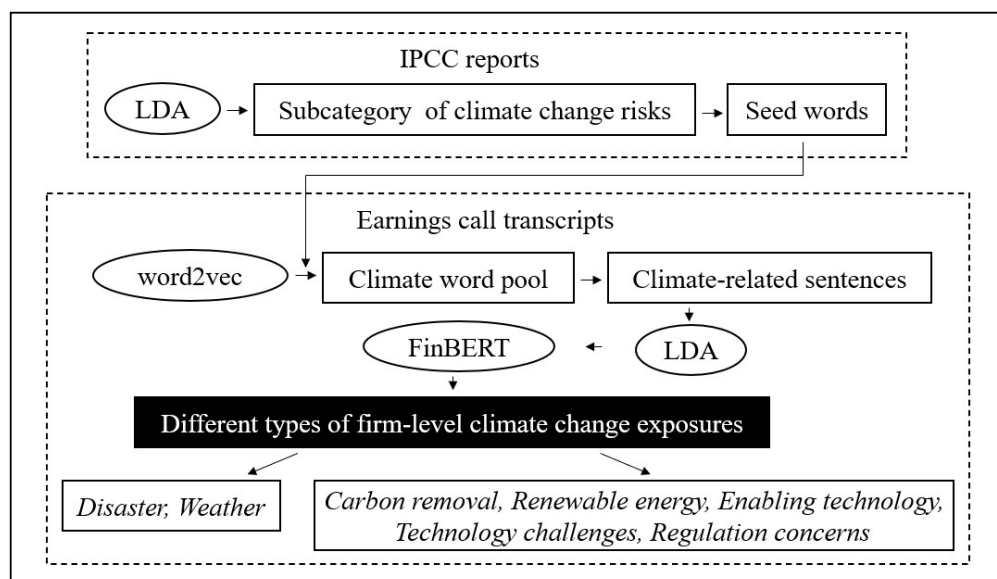 IPCC reports
LDA
Subcategory of climate change risks
Seed words
Earnings call transcripts
word2vec
Climate word pool
Climate-related sentences
FinBERT
LDA
Different types of firm-level climate change exposures
Disaster, Weather
Carbon removal, Renewable energy, Enabling technology,
Technology challenges, Regulation concerns